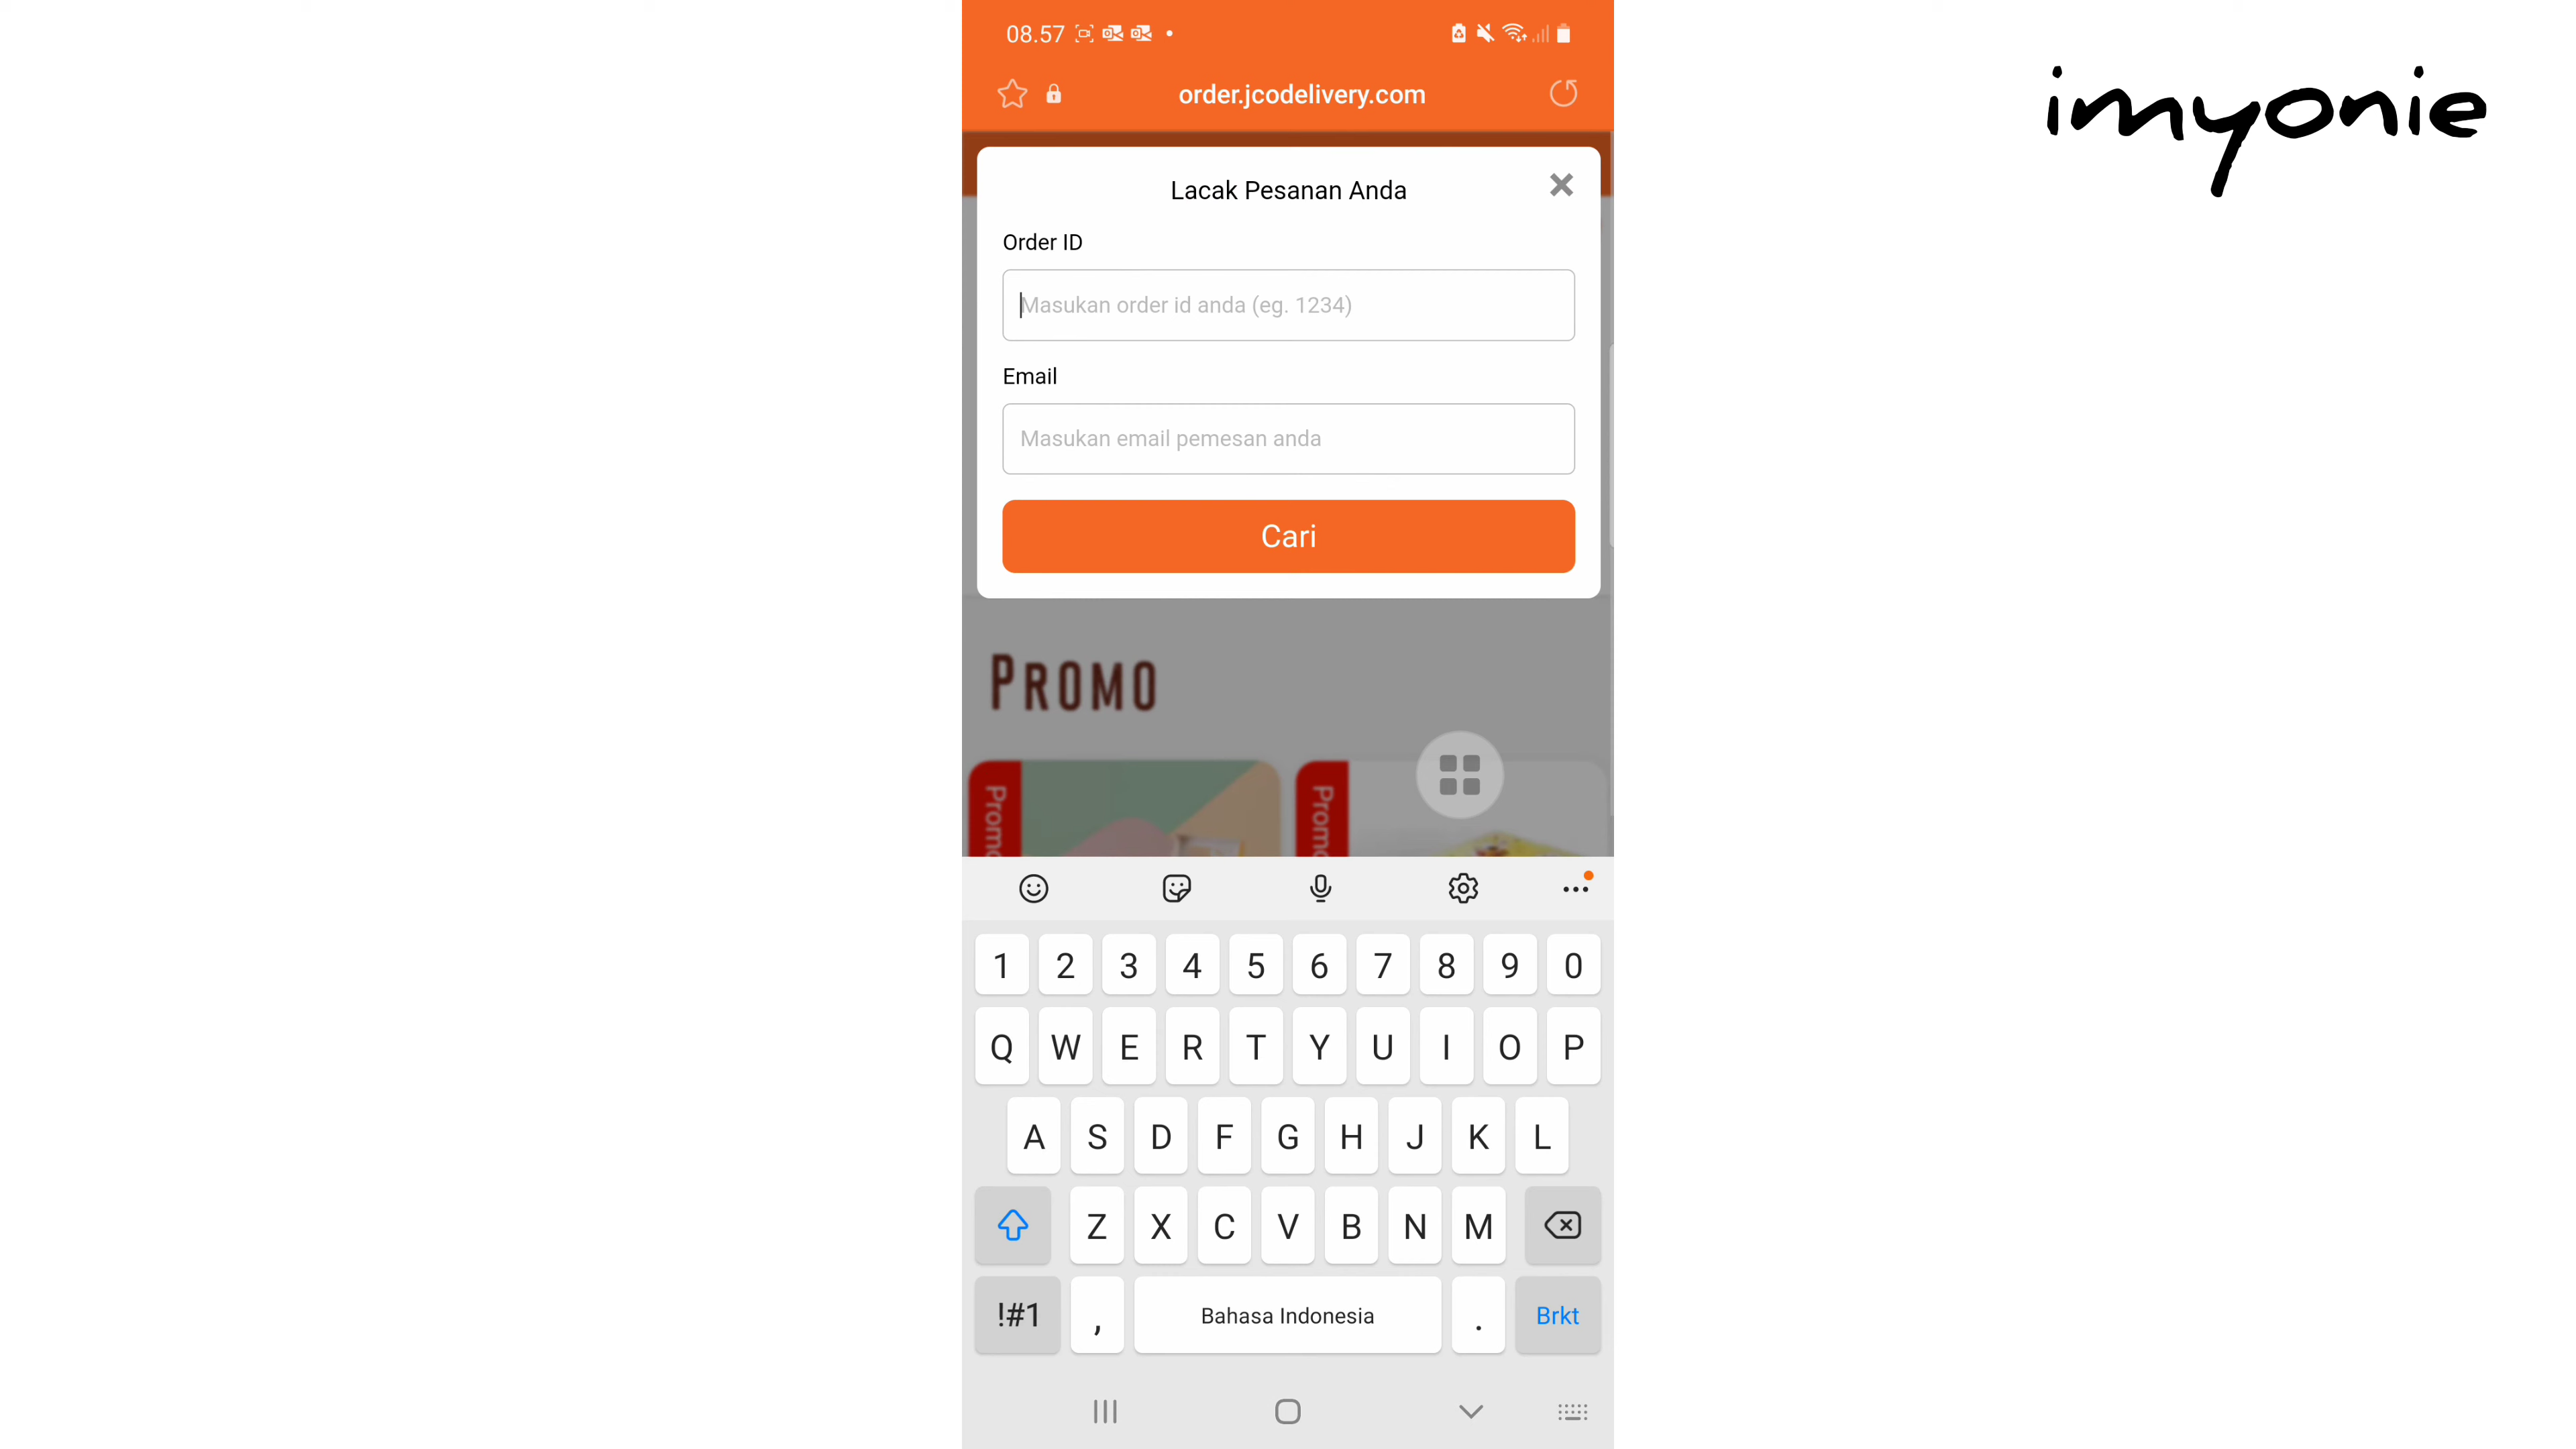 08.57
imyonie
order.jcodelivery.com
Lacak Pesanan Anda
Order ID
Masukan order id anda (eg. 1234)
Email
Masukan email pemesan anda
Cari
PROMO
Promo
Promo
1 2 3 4 5 6 7 8 9 0
Q W E R T Y U I O P
A S D F G H J K L
Z X C V B N M
!#1 , Bahasa Indonesia . Brkt